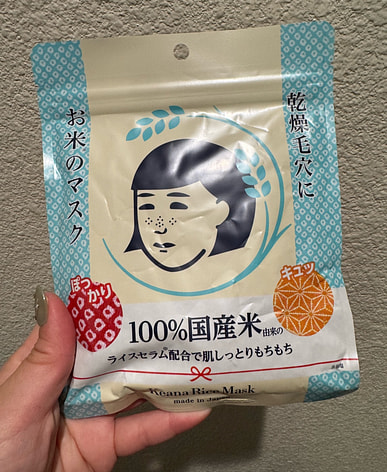 乾燥毛穴に
お米のマスク
ぽっかり
キュッ
100%国産米由来の
ライスセラム配合で肌しっとりもちもち
Keana Rice Mask
made in Japan